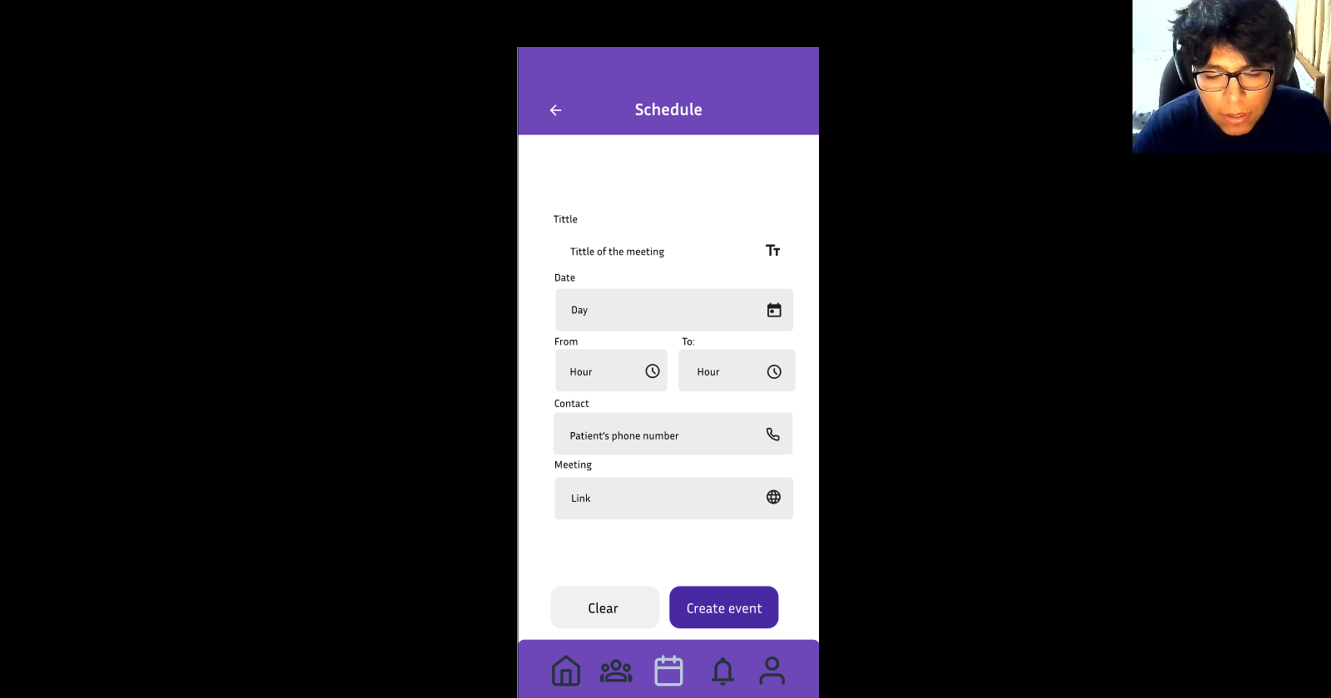 Schedule
Tittle
Tittle of the meeting
Date
Day
From To:
Hour Hour
Contact
Patient's phone number
Meeting
Link
Clear Create event